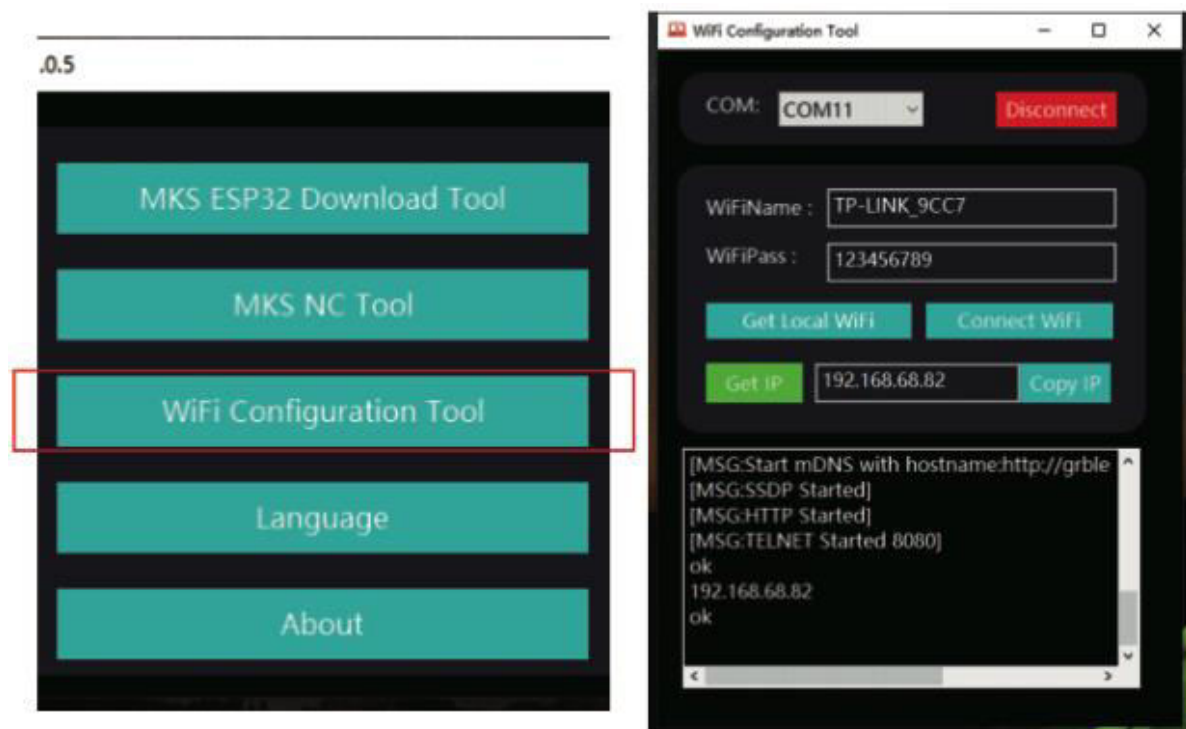 .0.5
MKS ESP32 Download Tool
MKS NC Tool
WiFi Configuration Tool
Language
About
WiFi Configuration Tool
COM: COM11 Disconnect
WiFiName : TP-LINK_9CC7
WiFiPass : 123456789
Get Local WiFi Connect WiFi
Get IP 192.168.68.82 Copy IP
[MSG:Start mDNS with hostname:http://grble
[MSG:SSDP Started]
[MSG:HTTP Started]
[MSG:TELNET Started 8080]
ok
192.168.68.82
ok